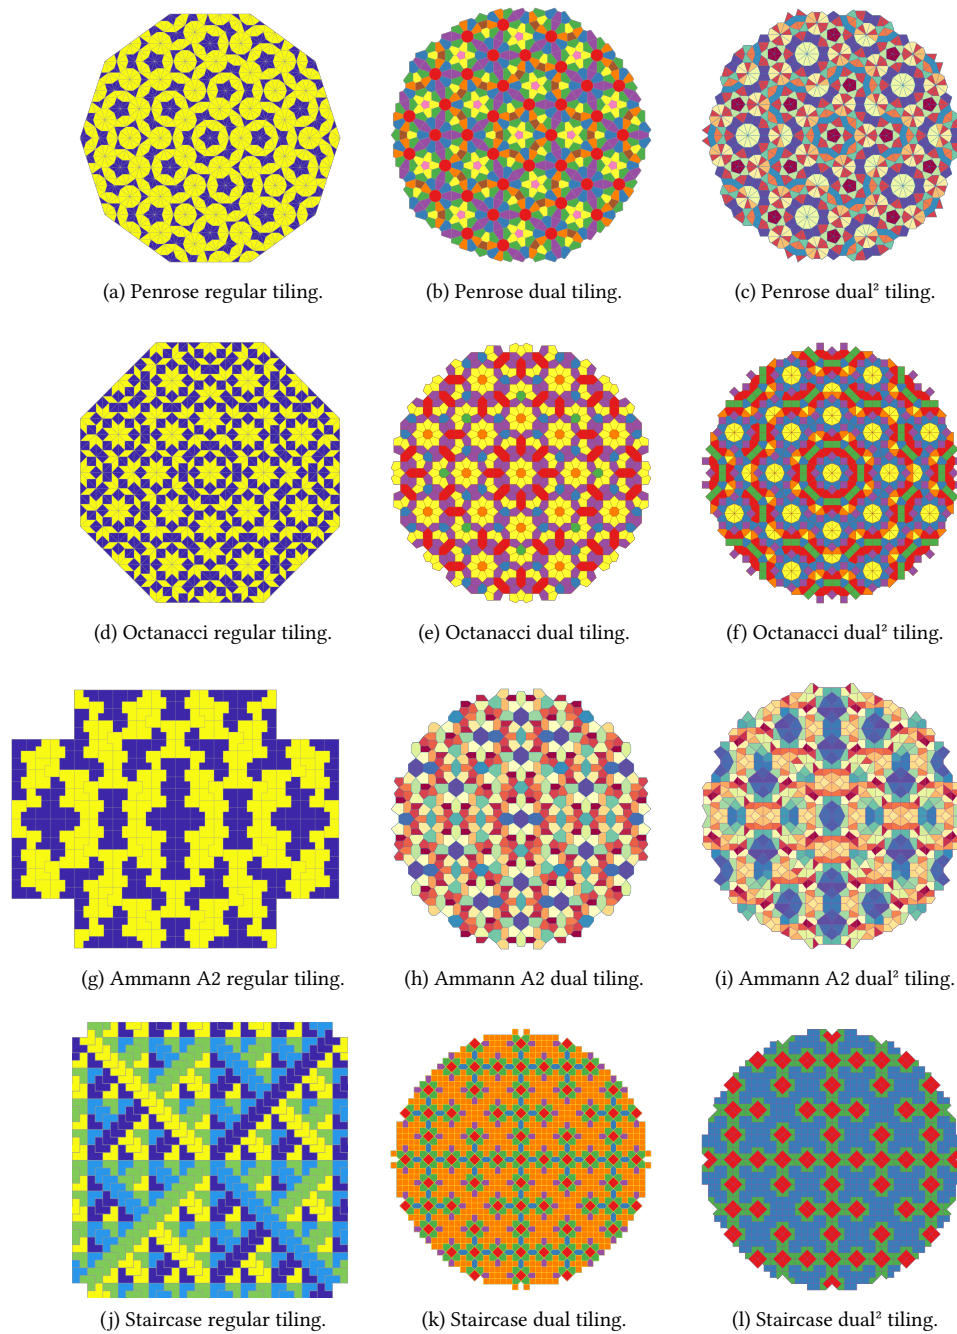 (a) Penrose regular tiling.
(b) Penrose dual tiling.
(c) Penrose dual² tiling.
(d) Octanacci regular tiling.
(e) Octanacci dual tiling.
(f) Octanacci dual² tiling.
(g) Ammann A2 regular tiling.
(h) Ammann A2 dual tiling.
(i) Ammann A2 dual² tiling.
(j) Staircase regular tiling.
(k) Staircase dual tiling.
(l) Staircase dual² tiling.